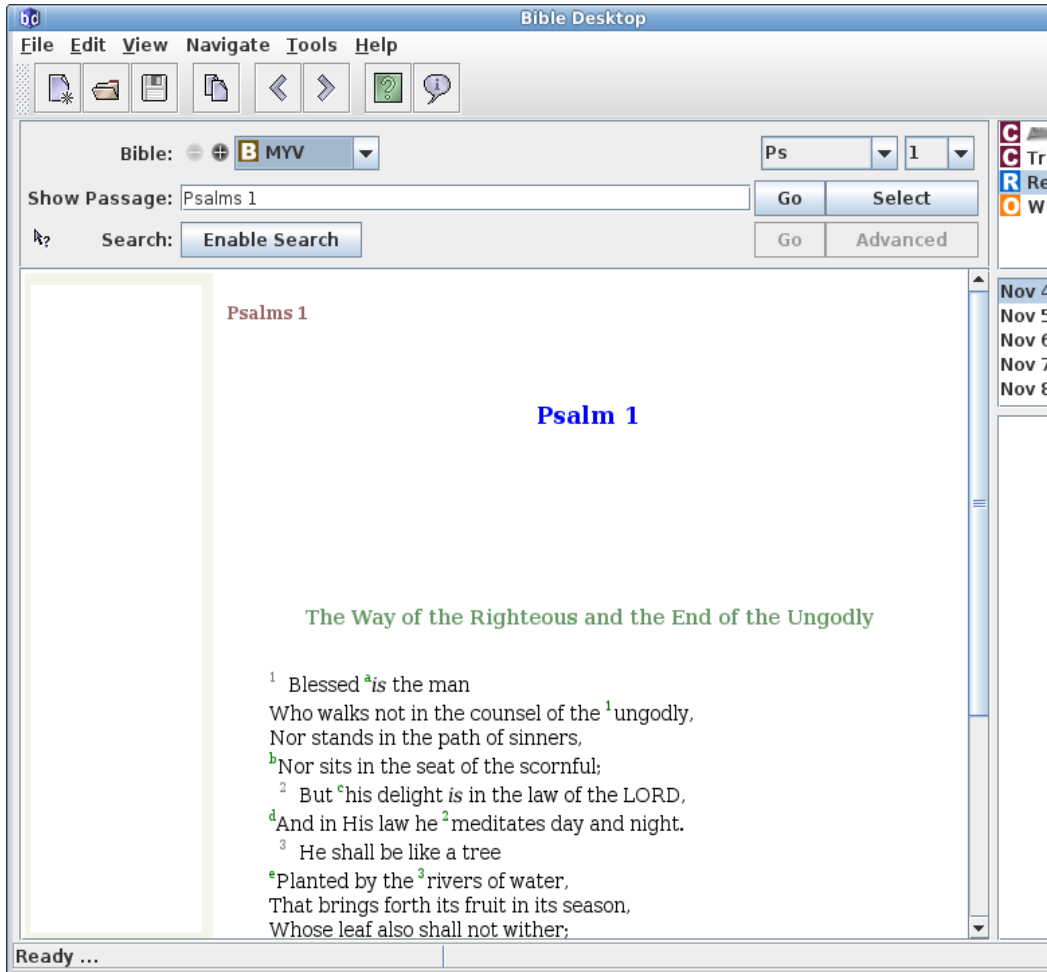 bd Bible Desktop
File Edit View Navigate Tools Help
Bible: B MYV Ps 1
Show Passage: Psalms 1 Go Select
Search: Enable Search Go Advanced
C
C Tr
R Re
O W
Nov 4
Nov 5
Nov 6
Nov 7
Nov 8
Psalms 1
Psalm 1
The Way of the Righteous and the End of the Ungodly
1 Blessed a is the man
Who walks not in the counsel of the 1 ungodly,
Nor stands in the path of sinners,
b Nor sits in the seat of the scornful;
2 But c his delight is in the law of the LORD,
d And in His law he 2 meditates day and night.
3 He shall be like a tree
e Planted by the 3 rivers of water,
That brings forth its fruit in its season,
Whose leaf also shall not wither;
Ready ...